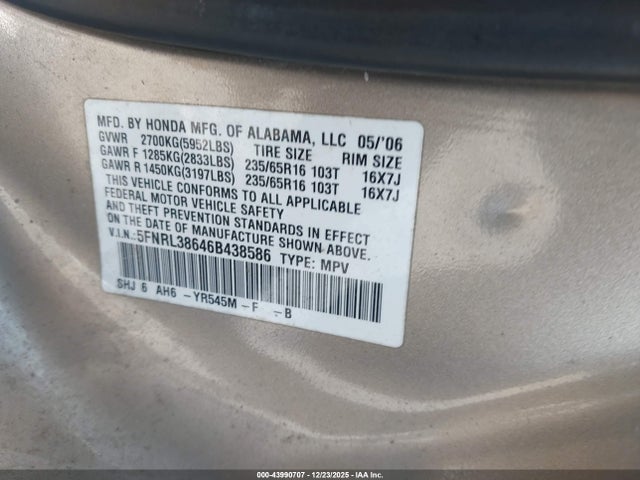 MFD. BY HONDA MFG. OF ALABAMA, LLC 05/'06
GVWR 2700KG(5952LBS) TIRE SIZE RIM SIZE
GAWR F 1285KG(2833LBS) 235/65R16 103T 16X7J
GAWR R 1450KG(3197LBS) 235/65R16 103T 16X7J
THIS VEHICLE CONFORMS TO ALL APPLICABLE
FEDERAL MOTOR VEHICLE SAFETY
AND THEFT PREVENTION STANDARDS IN EFFECT
ON THE DATE OF MANUFACTURE SHOWN ABOVE.
V.I.N.: 5FNRL38646B438586 TYPE: MPV
SHJ 6 AH6 -YR545M-F -B
000-43990707 - 12/23/2025 - IAA Inc.